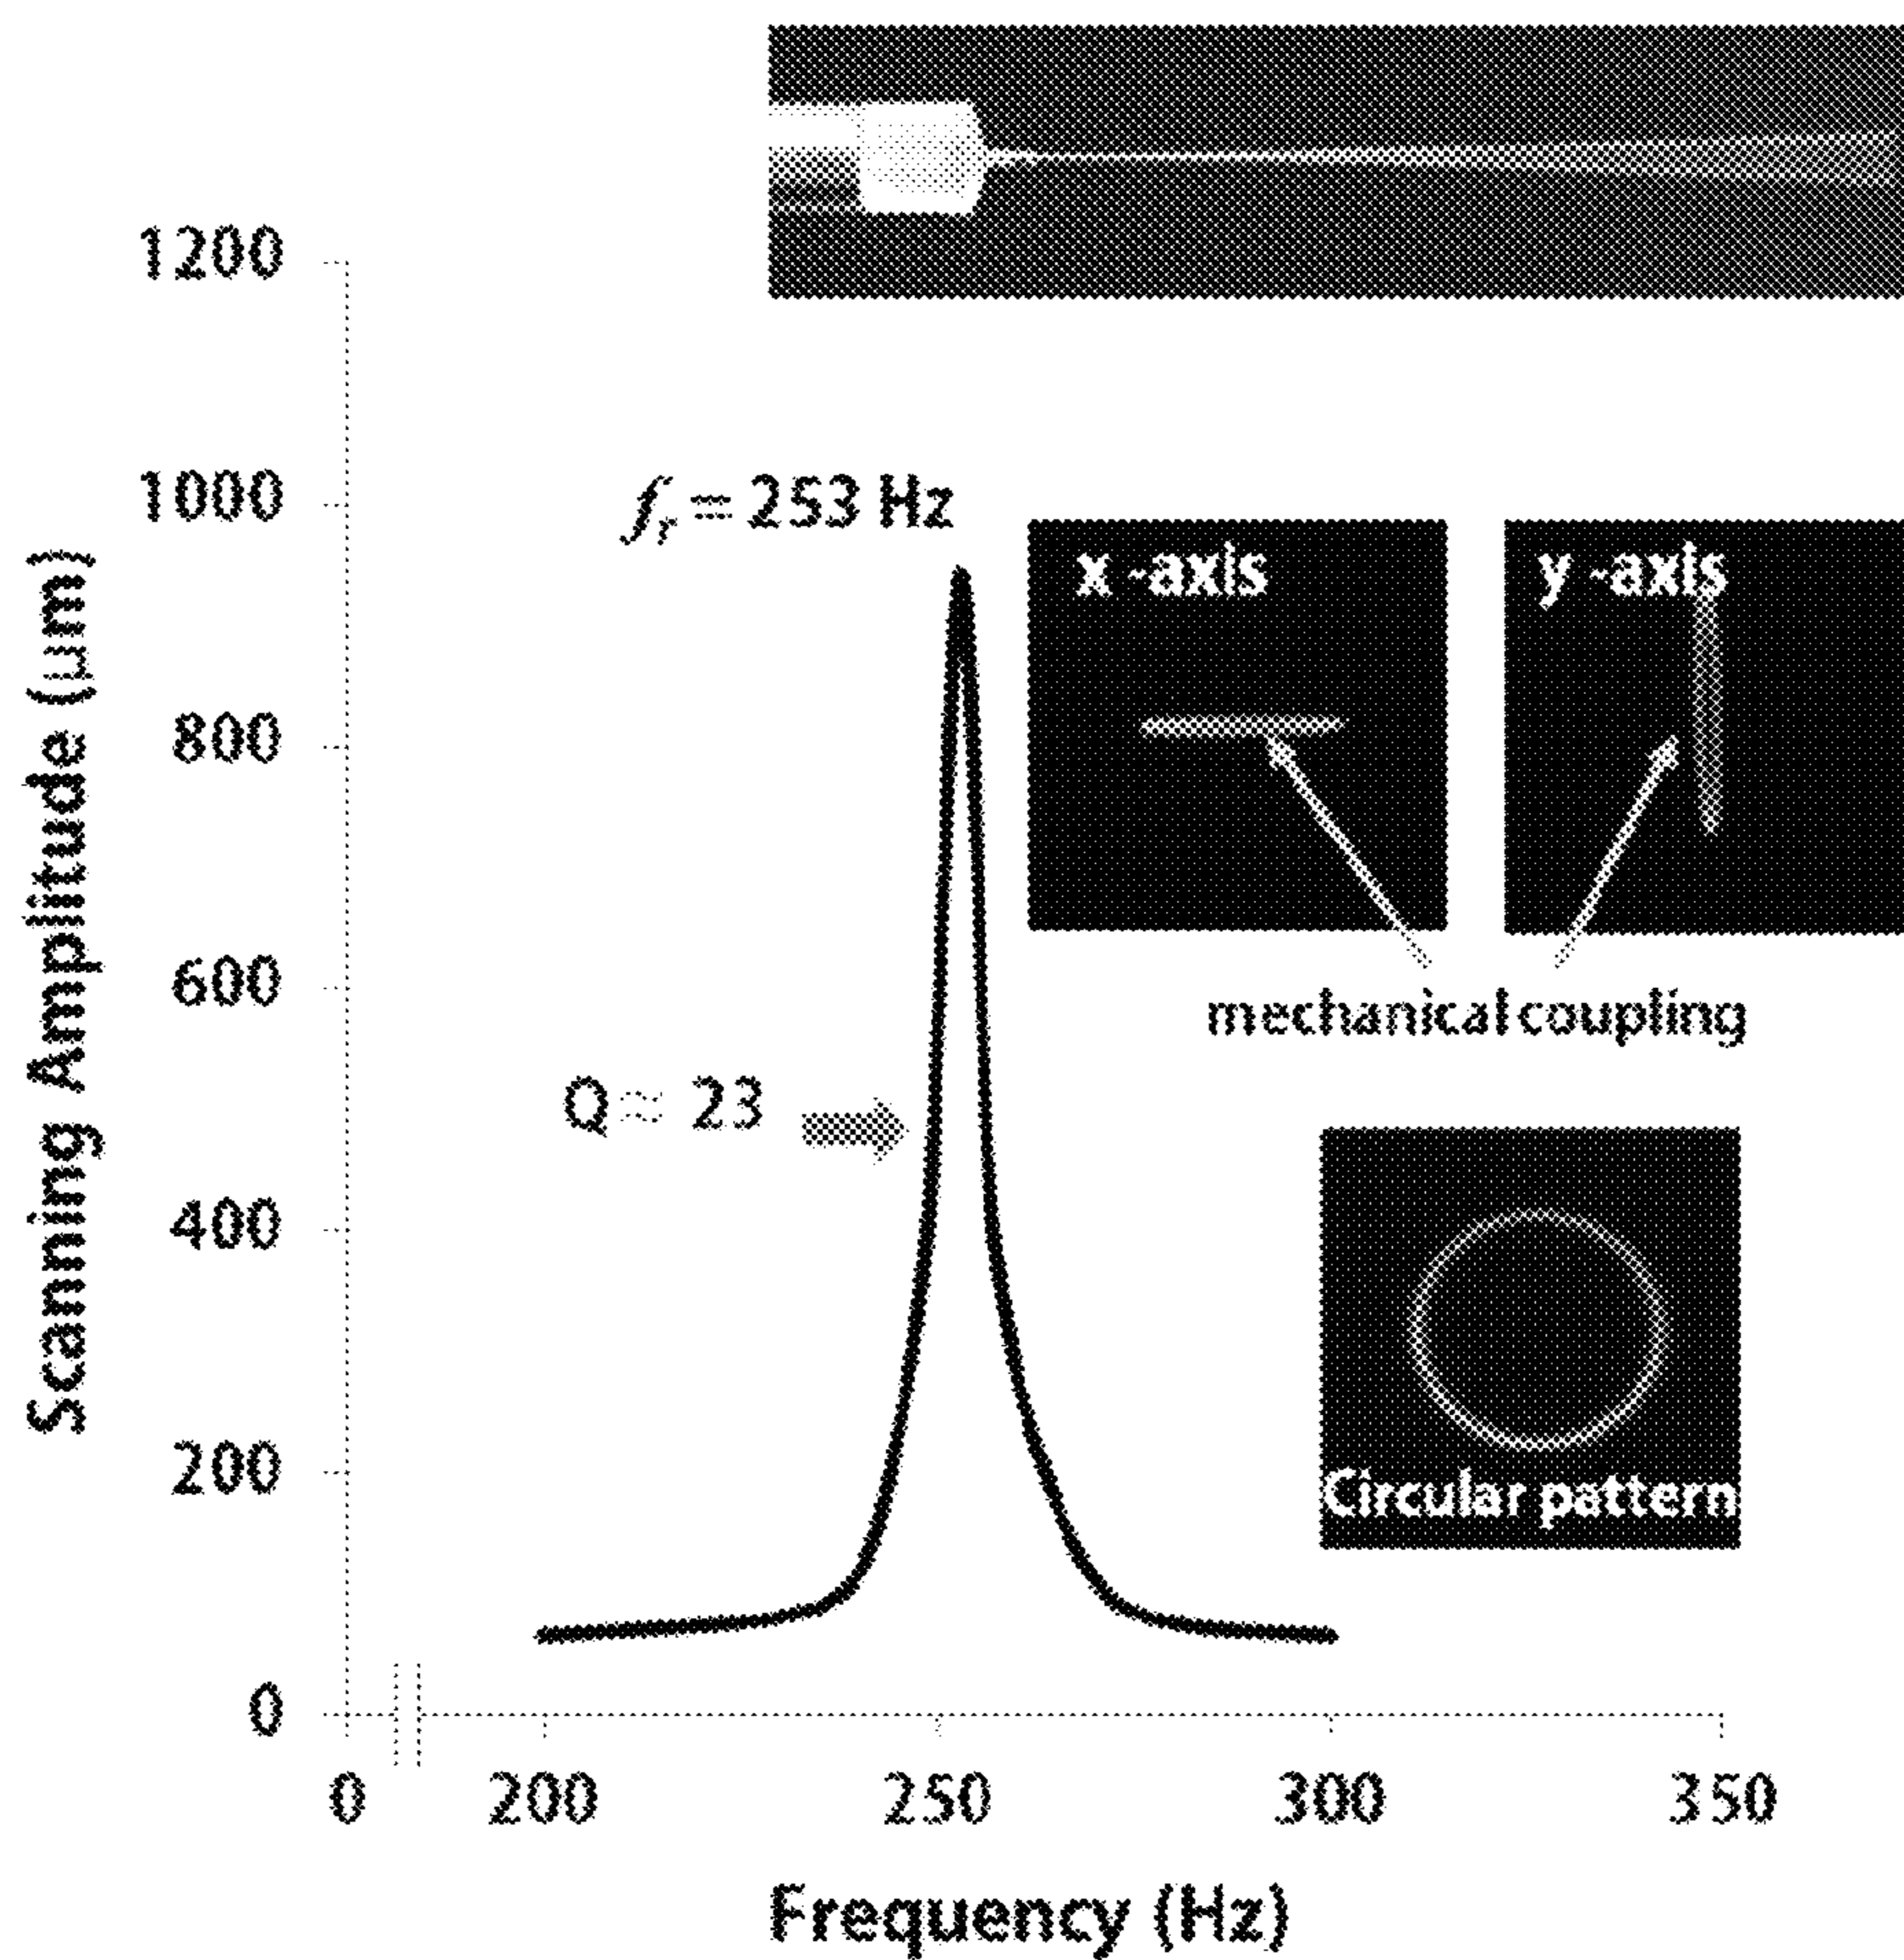 1200
1000
800
600
400
200
0
Scanning Amplitude (μm)
fr = 253 Hz
x -axis
y -axis
mechanical coupling
Q ≈ 23
Circular pattern
0 200 250 300 350
Frequency (Hz)